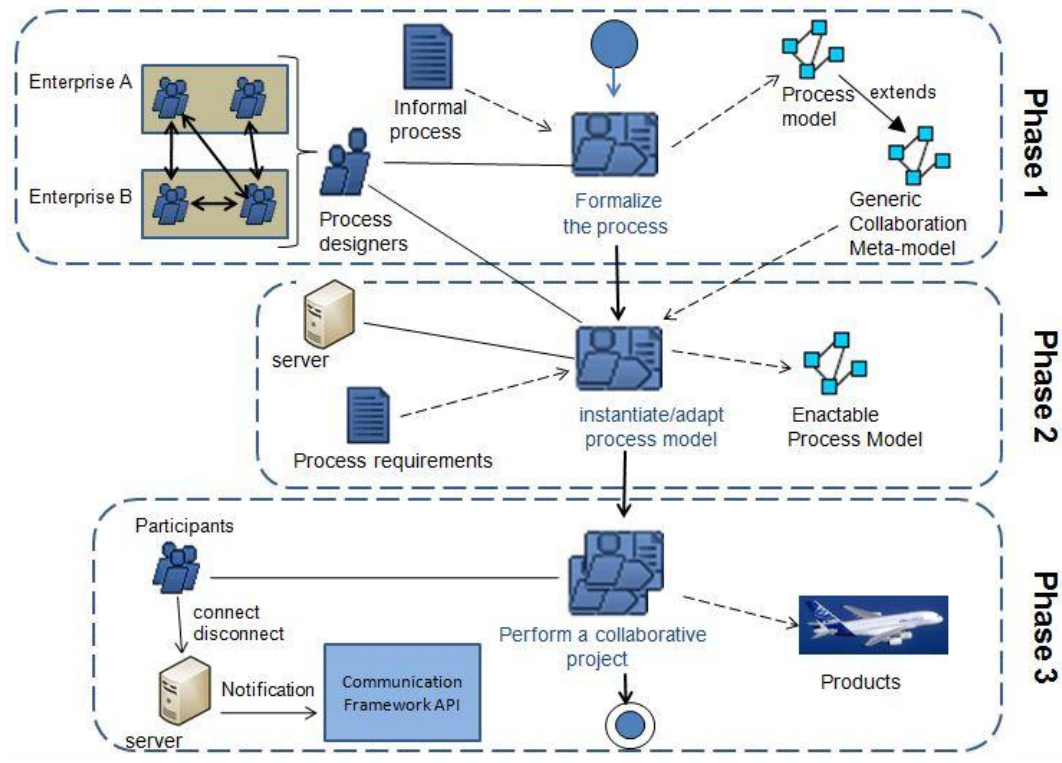 Enterprise A
Enterprise B
Process
designers
Informal
process
Formalize
the process
Process
model
extends
Generic
Collaboration
Meta-model
Phase 1
server
Process requirements
instantiate/adapt
process model
Enactable
Process Model
Phase 2
Participants
connect
disconnect
server
Notification
Communication
Framework API
Perform a collaborative
project
Products
Phase 3